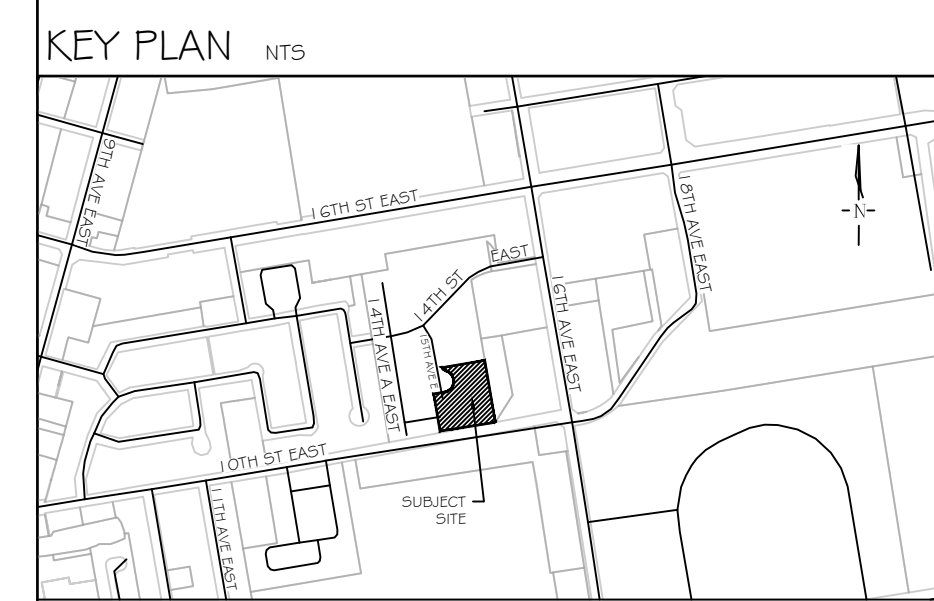 KEY PLAN NTS
9TH AVE EAST
16TH ST EAST
18TH AVE EAST
N
14TH ST EAST
14TH AVE A EAST
15TH AVE E
16TH AVE EAST
10TH ST EAST
11TH AVE EAST
SUBJECT
SITE